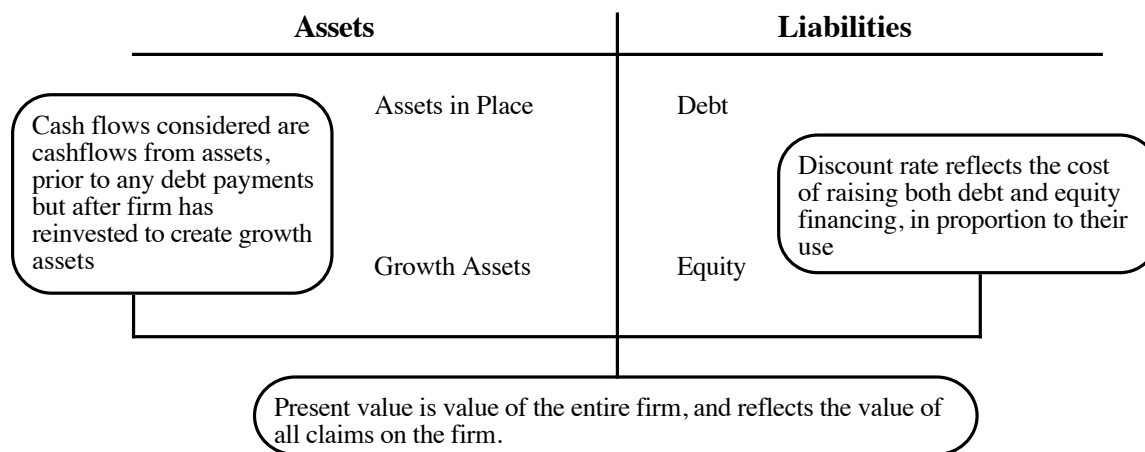 Assets
Liabilities
Assets in Place
Debt
Cash flows considered are
cashflows from assets,
prior to any debt payments
but after firm has
reinvested to create growth
assets
Discount rate reflects the cost
of raising both debt and equity
financing, in proportion to their
use
Growth Assets
Equity
Present value is value of the entire firm, and reflects the value of
all claims on the firm.